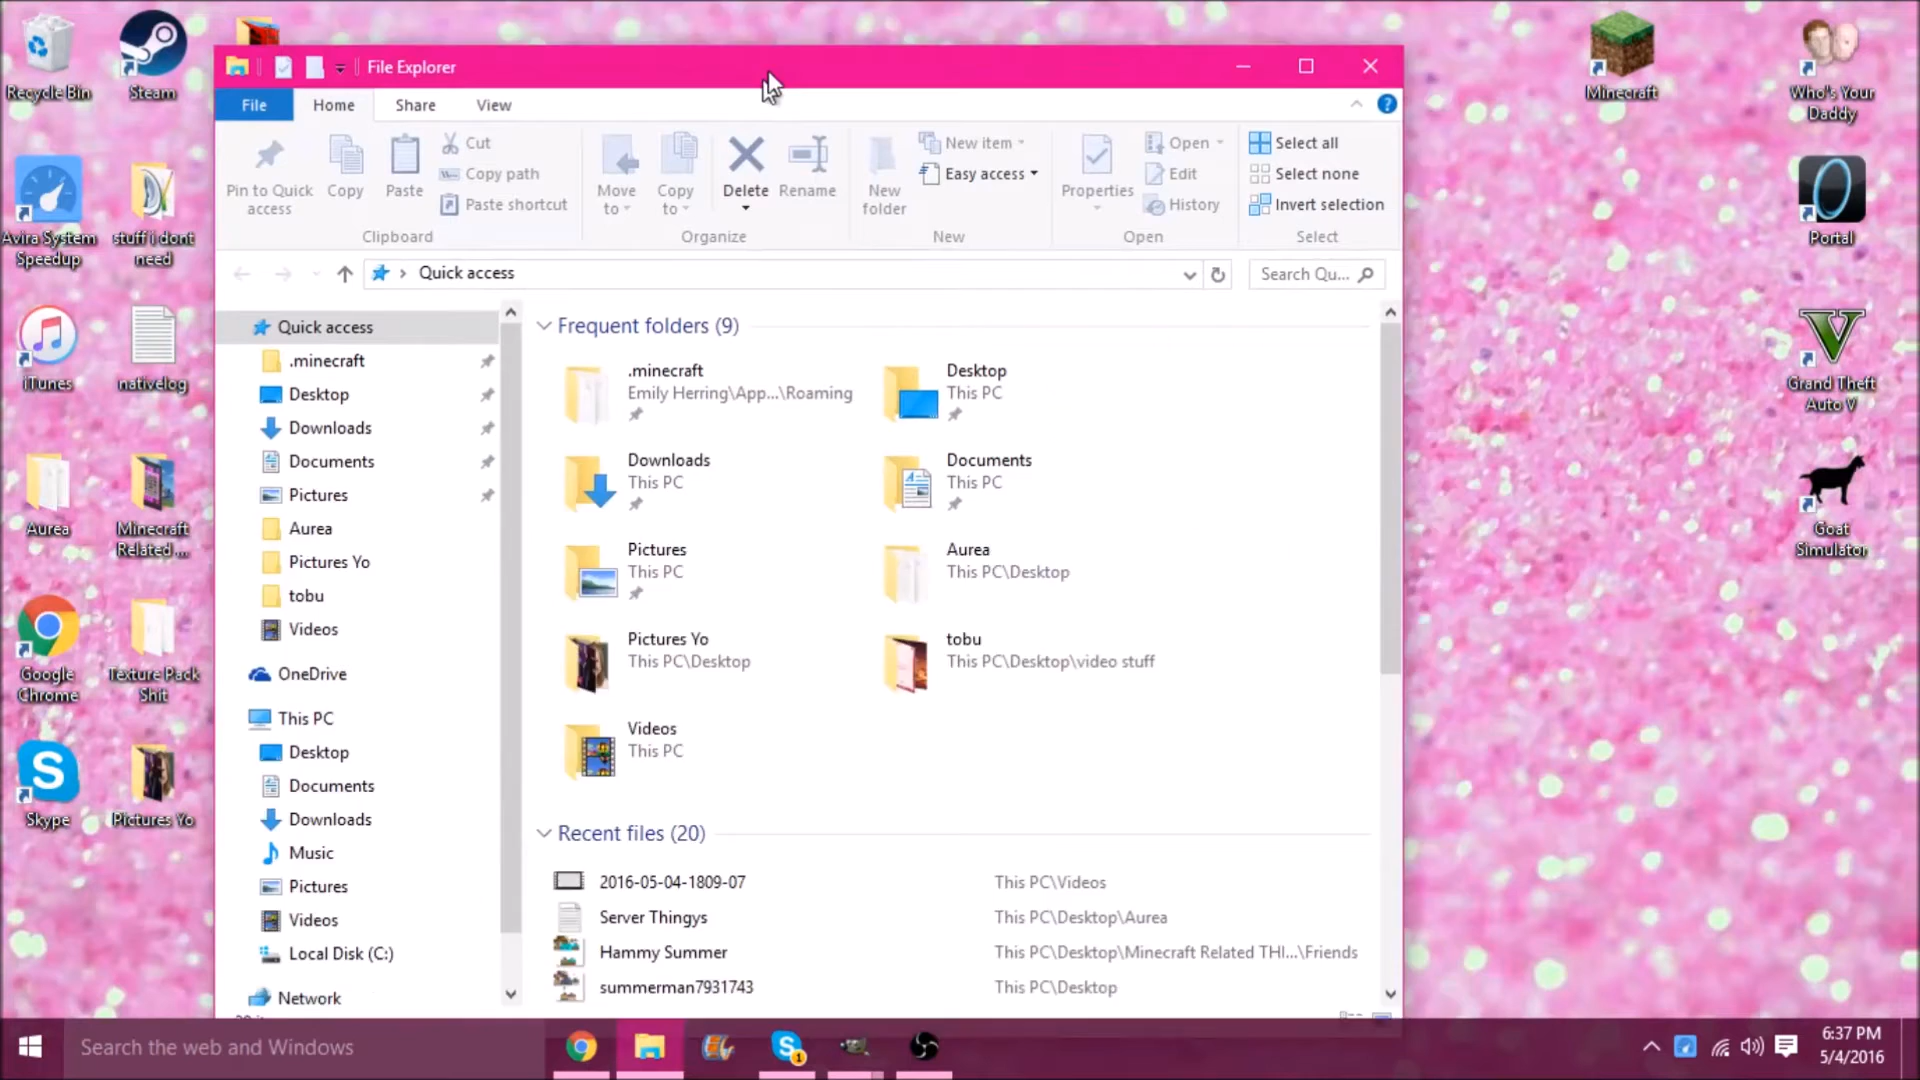 File Explorer
File Home Share View
Pin to Quick access
Copy
Paste
Cut
Copy path
Paste shortcut
Clipboard
Move to
Copy to
Delete
Rename
Organize
New folder
New item
Easy access
New
Properties
Open
Edit
History
Open
Select all
Select none
Invert selection
Select
Quick access
Search Qu...
Quick access
.minecraft
Desktop
Downloads
Documents
Pictures
Aurea
Pictures Yo
tobu
Videos
OneDrive
This PC
Desktop
Documents
Downloads
Music
Pictures
Videos
Local Disk (C:)
Network
Frequent folders (9)
.minecraft
Emily Herring\App...\Roaming
Desktop
This PC
Downloads
This PC
Documents
This PC
Pictures
This PC
Aurea
This PC\Desktop
Pictures Yo
This PC\Desktop
tobu
This PC\Desktop\video stuff
Videos
This PC
Recent files (20)
2016-05-04-1809-07 This PC\Videos
Server Thingys This PC\Desktop\Aurea
Hammy Summer This PC\Desktop\Minecraft Related THI...\Friends
summerman7931743 This PC\Desktop
Recycle Bin
Steam
Avira System Speedup
stuff i dont need
iTunes
nativelog
Aurea
Minecraft Related ...
Google Chrome
Texture Pack Shit
Skype
Pictures Yo
Minecraft
Who's Your Daddy
Portal
Grand Theft Auto V
Goat Simulator
Search the web and Windows
6:37 PM
5/4/2016